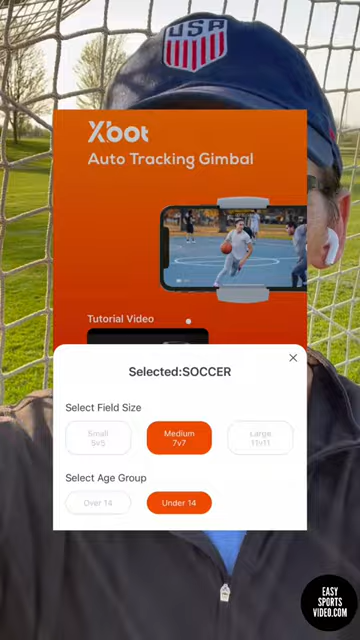 USA
Xbot
Auto Tracking Gimbal
Tutorial Video
Selected:SOCCER
Select Field Size
Small
5v5
Medium
7v7
Large
11v11
Select Age Group
Over 14
Under 14
EASY
SPORTS
VIDEO.COM